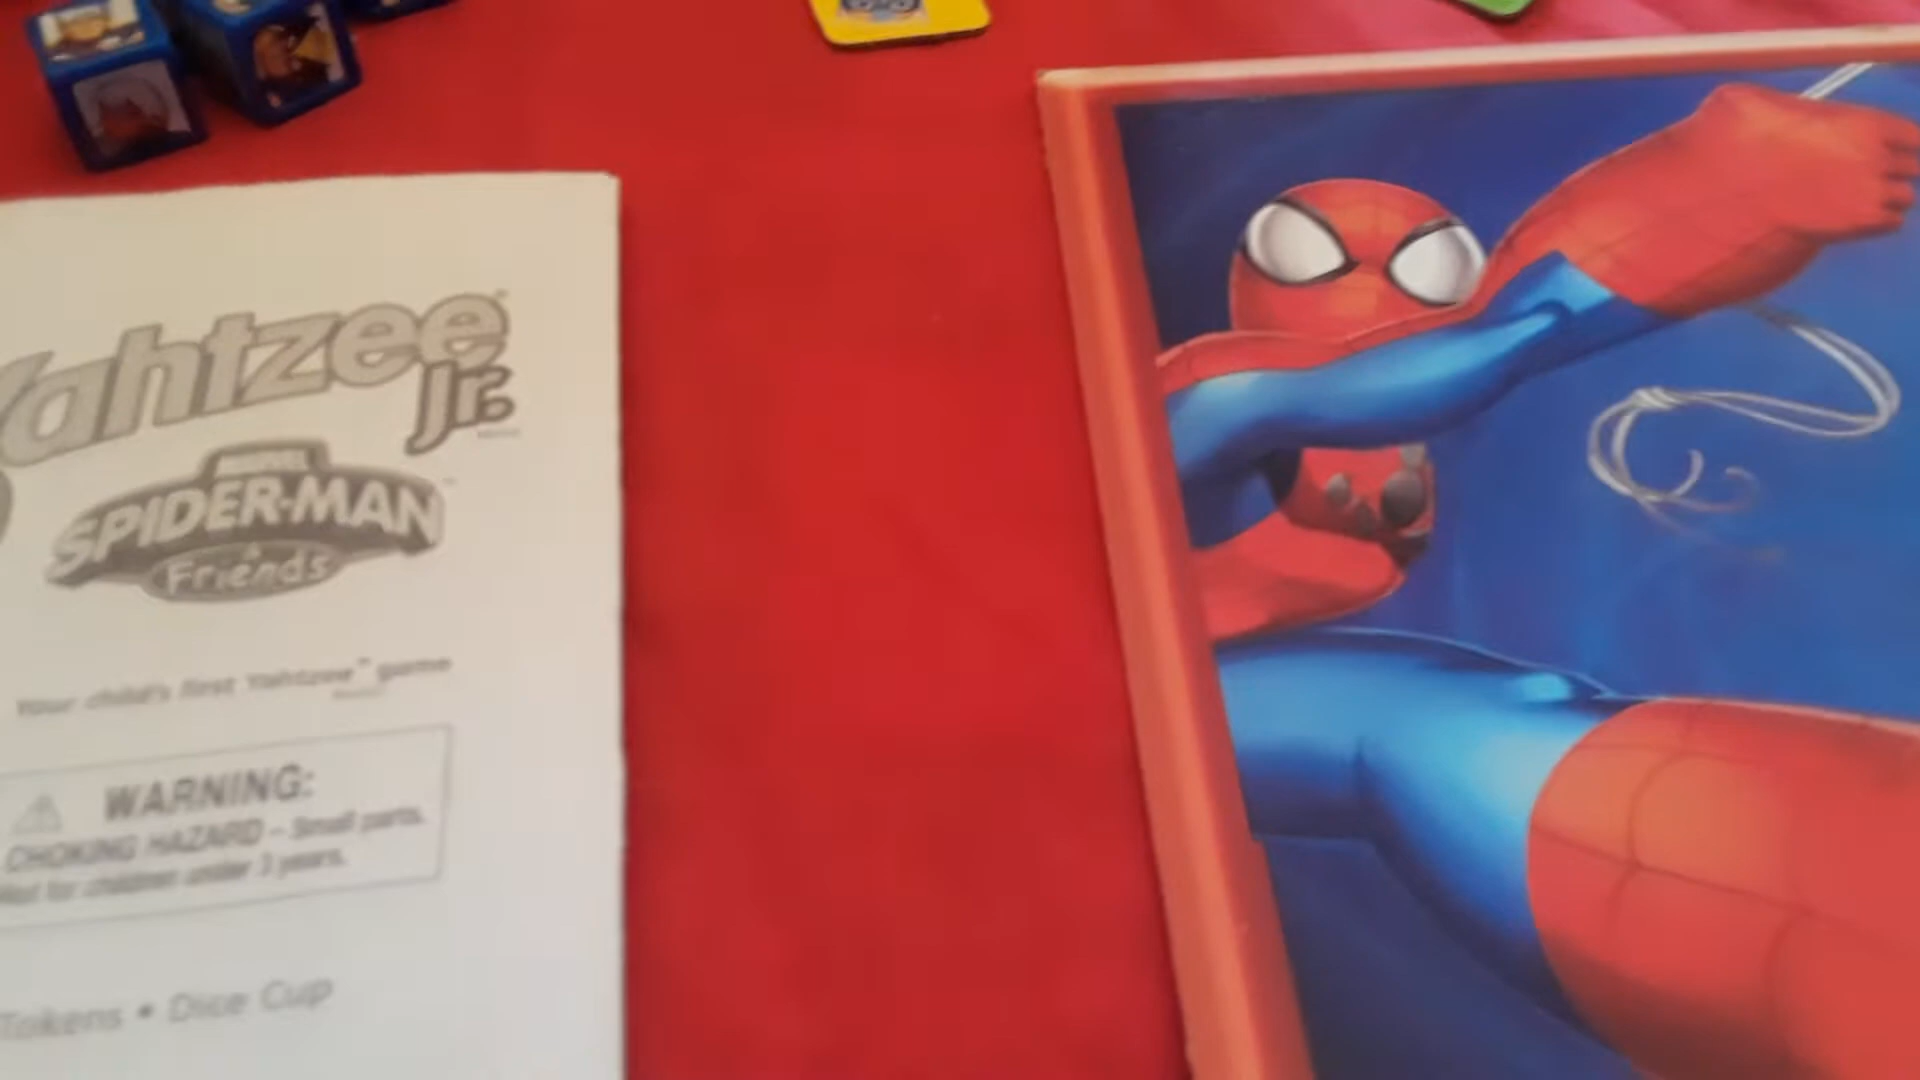 Yahtzee
Jr.
MARVEL
SPIDER-MAN
&
Friends
Your child's first Yahtzee™ game
WARNING:
CHOKING HAZARD – Small parts.
Not for children under 3 years.
Tokens • Dice Cup